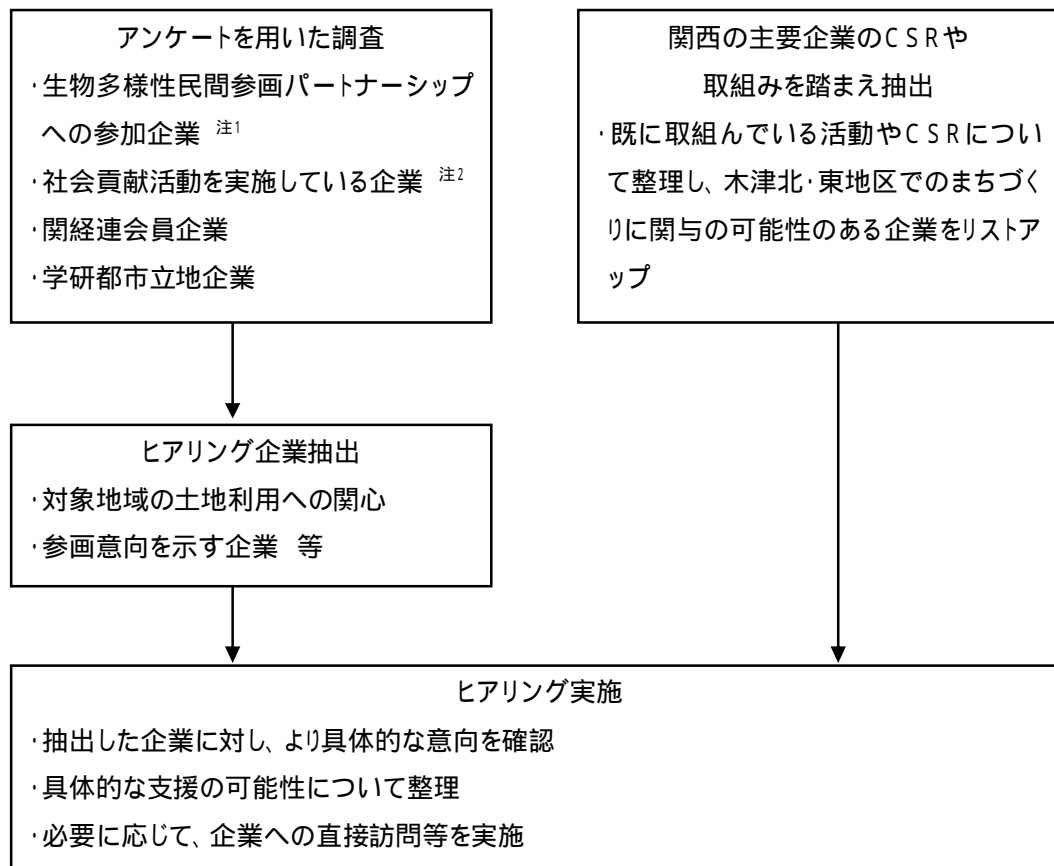 アンケートを用いた調査
・生物多様性民間参画パートナーシップ
への参加企業 注1
・社会貢献活動を実施している企業 注2
・関経連会員企業
・学研都市立地企業
関西の主要企業のCSRや
取組みを踏まえ抽出
・既に取組んでいる活動やCSRについ
て整理し、木津北・東地区でのまちづく
りに関与の可能性のある企業をリストア
ップ
ヒアリング企業抽出
・対象地域の土地利用への関心
・参画意向を示す企業 等
ヒアリング実施
・抽出した企業に対し、より具体的な意向を確認
・具体的な支援の可能性について整理
・必要に応じて、企業への直接訪問等を実施